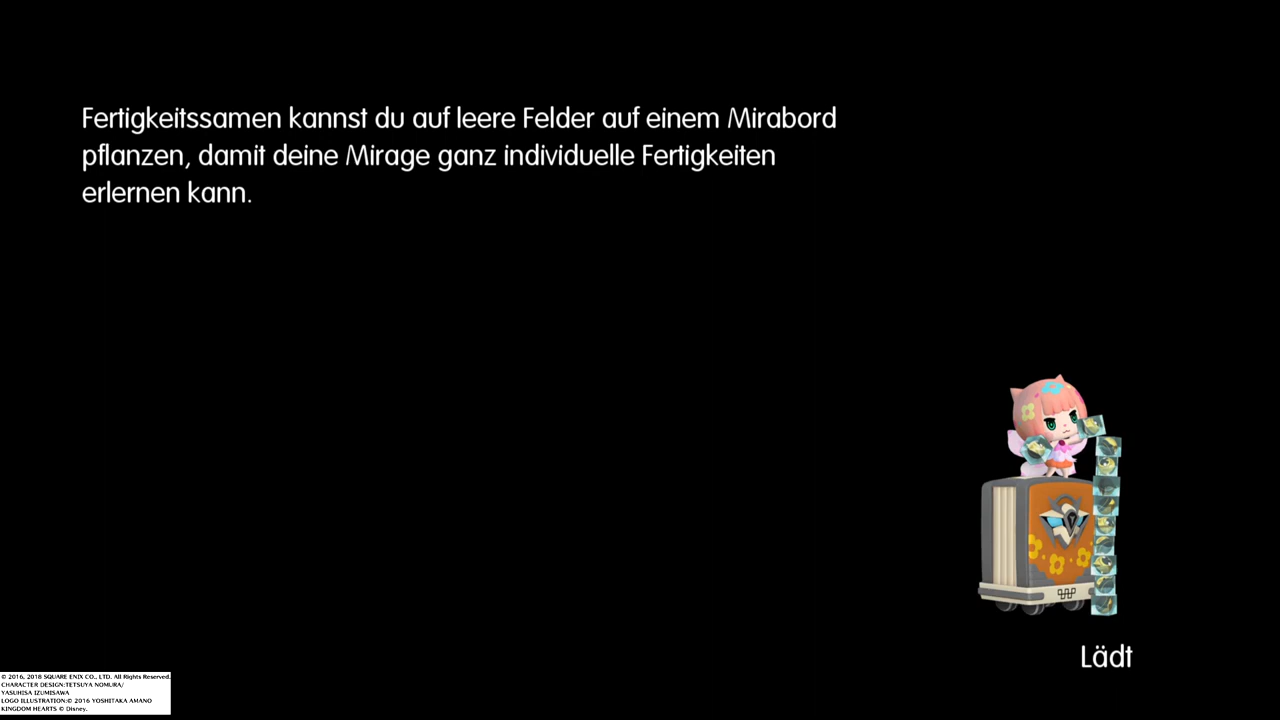 Fertigkeitssamen kannst du auf leere Felder auf einem Mirabord
pflanzen, damit deine Mirage ganz individuelle Fertigkeiten
erlernen kann.
Lädt
© 2016, 2018 SQUARE ENIX CO., LTD. All Rights Reserved.
CHARACTER DESIGN:TETSUYA NOMURA/
YASUHISA IZUMISAWA
LOGO ILLUSTRATION:© 2016 YOSHITAKA AMANO
KINGDOM HEARTS © Disney.